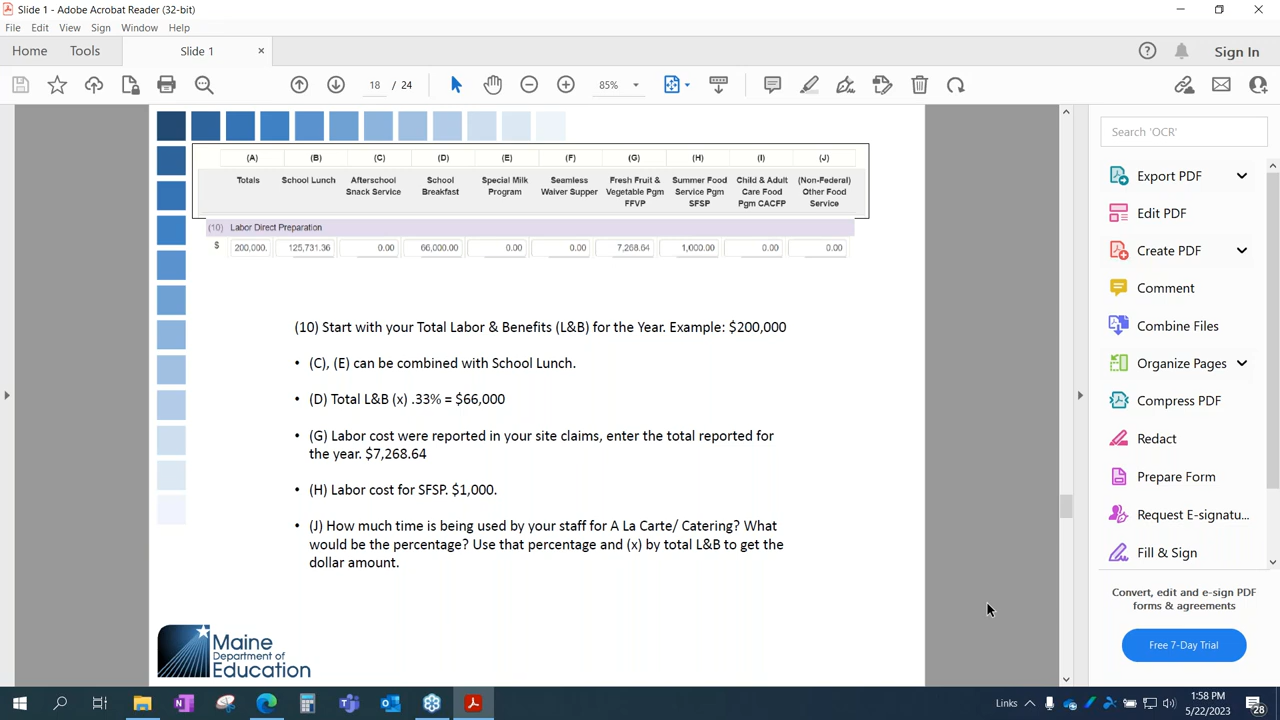 Slide 1 - Adobe Acrobat Reader (32-bit)
File Edit View Sign Window Help
Home Tools Slide 1 × Sign In
18 / 24 85%
Search 'OCR'
(A) (B) (C) (D) (E) (F) (G) (H) (I) (J)
Totals School Lunch Afterschool School Special Milk Seamless Fresh Fruit & Summer Food Child & Adult (Non-Federal)
Snack Service Breakfast Program Waiver Supper Vegetable Pgm Service Pgm Care Food Other Food
FFVP SFSP Pgm CACFP Service
(10) Labor Direct Preparation
$ 200,000. 125,731.36 0.00 66,000.00 0.00 0.00 7,268.64 1,000.00 0.00 0.00
(10) Start with your Total Labor & Benefits (L&B) for the Year. Example: $200,000
• (C), (E) can be combined with School Lunch.
• (D) Total L&B (x) .33% = $66,000
• (G) Labor cost were reported in your site claims, enter the total reported for
the year. $7,268.64
• (H) Labor cost for SFSP. $1,000.
• (J) How much time is being used by your staff for A La Carte/ Catering? What
would be the percentage? Use that percentage and (x) by total L&B to get the
dollar amount.
Maine
Department of
Education
Export PDF
Edit PDF
Create PDF
Comment
Combine Files
Organize Pages
Compress PDF
Redact
Prepare Form
Request E-signatu...
Fill & Sign
Convert, edit and e-sign PDF
forms & agreements
Free 7-Day Trial
Links 1:58 PM
5/22/2023 28